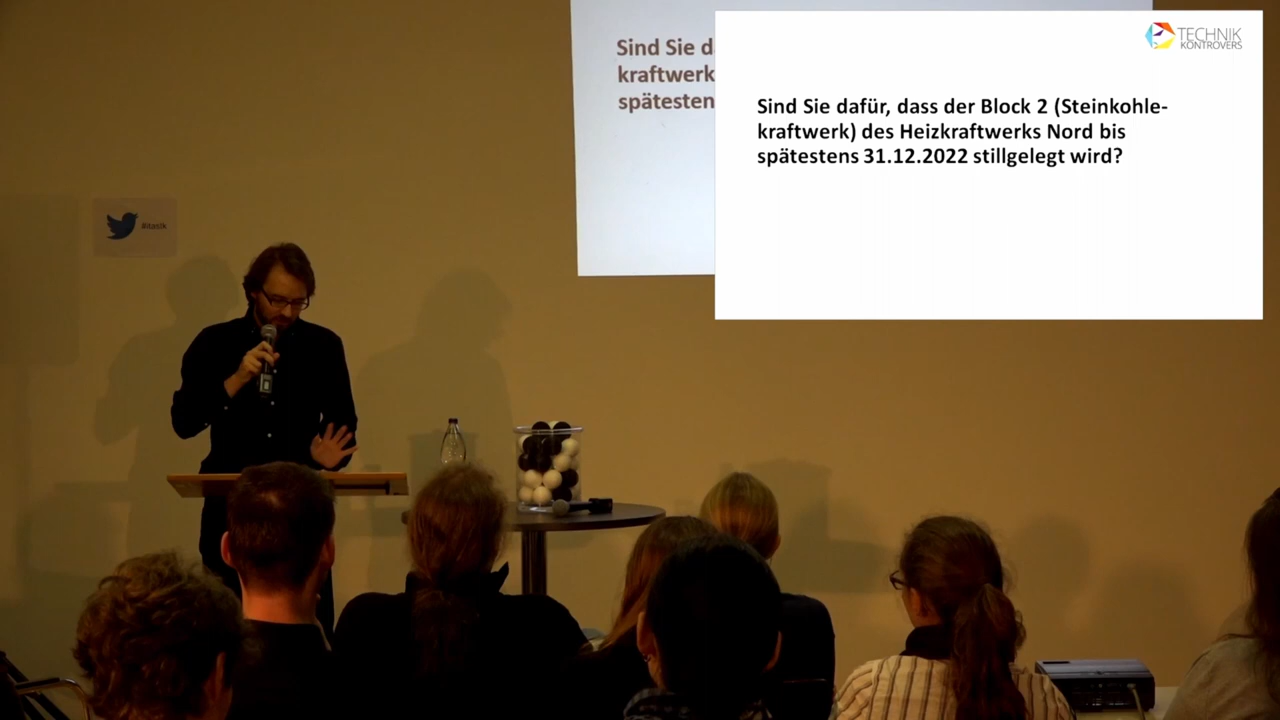 Sind Sie d
kraftwerk
spätesten
TECHNIK
KONTROVERS
Sind Sie dafür, dass der Block 2 (Steinkohle-
kraftwerk) des Heizkraftwerks Nord bis
spätestens 31.12.2022 stillgelegt wird?